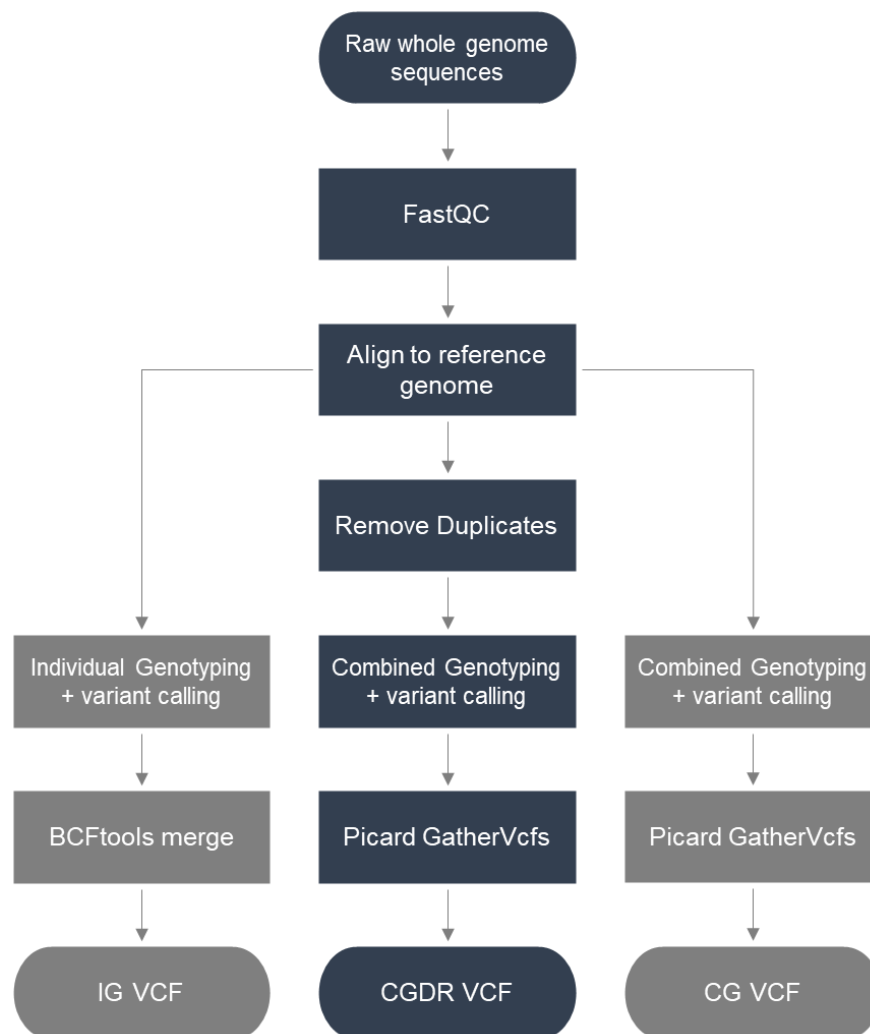 Raw whole genome
sequences
FastQC
Align to reference
genome
Remove Duplicates
Individual Genotyping
+ variant calling
Combined Genotyping
+ variant calling
Combined Genotyping
+ variant calling
BCFtools merge
Picard GatherVcfs
Picard GatherVcfs
IG VCF
CGDR VCF
CG VCF